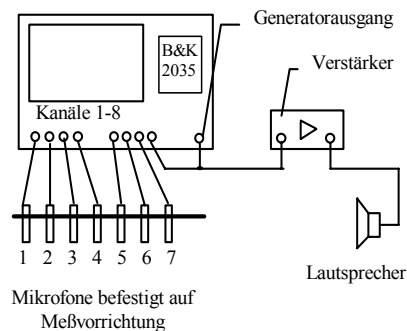 Generatorausgang
B&K
2035
Verstärker
Kanäle 1-8
1 2 3 4 5 6 7
Lautsprecher
Mikrofone befestigt auf
Meßvorrichtung